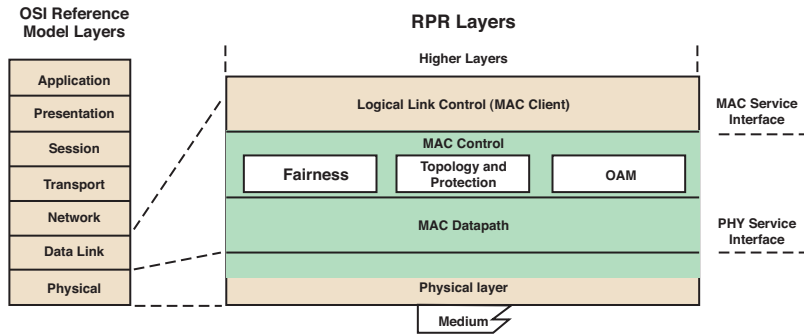 OSI Reference
Model Layers
Application
Presentation
Session
Transport
Network
Data Link
Physical
RPR Layers
Higher Layers
Logical Link Control (MAC Client)
MAC Control
Fairness
Topology and
Protection
OAM
MAC Datapath
Physical layer
Medium
MAC Service
Interface
PHY Service
Interface